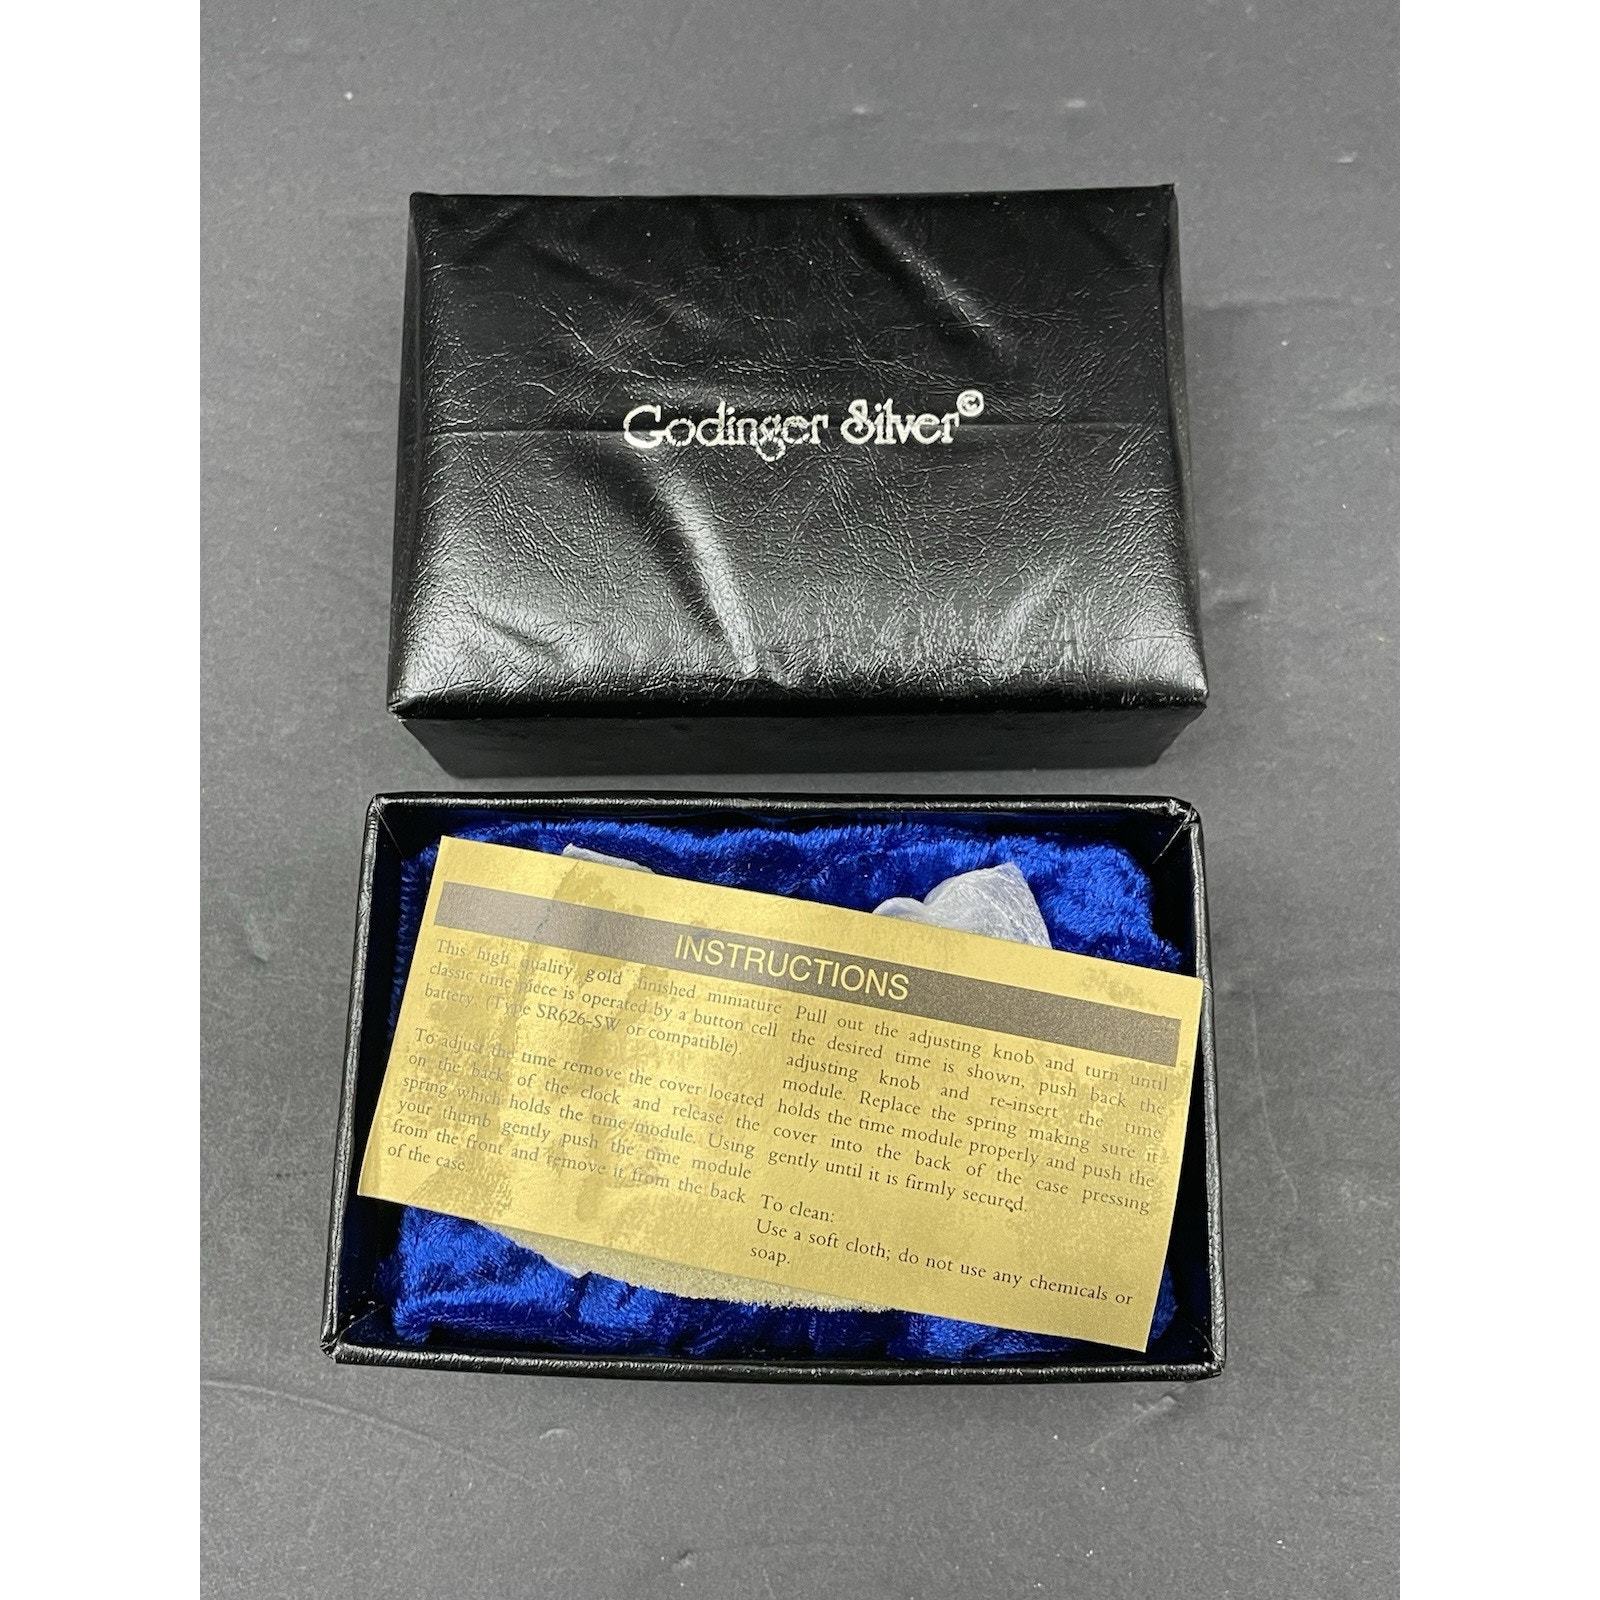 Godinger Silver©
INSTRUCTIONS
This high quality gold finished miniature
classic time piece is operated by a button cell
battery. (Type SR626-SW or compatible).
To adjust the time remove the cover located
on the back of the clock and release the
spring which holds the time module. Using
your thumb gently push the time module
from the front and remove it from the back
of the case.
Pull out the adjusting knob and turn until
the desired time is shown, push back the
adjusting knob and re-insert the time
module. Replace the spring making sure it
holds the time module properly and push the
cover into the back of the case pressing
gently until it is firmly secured.
To clean:
Use a soft cloth; do not use any chemicals or
soap.